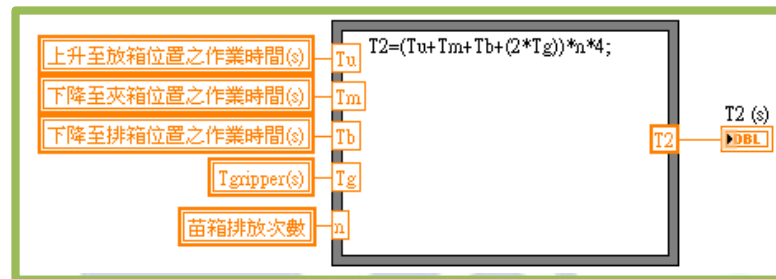 上升至放箱位置之作業時間(s)
Tu
T2=(Tu+Tm+Tb+(2*Tg))*n*4;
下降至夾箱位置之作業時間(s)
Tm
下降至排箱位置之作業時間(s)
Tb
T2
T2 (s)
DBL
Tgripper(s)
Tg
苗箱排放次數
n